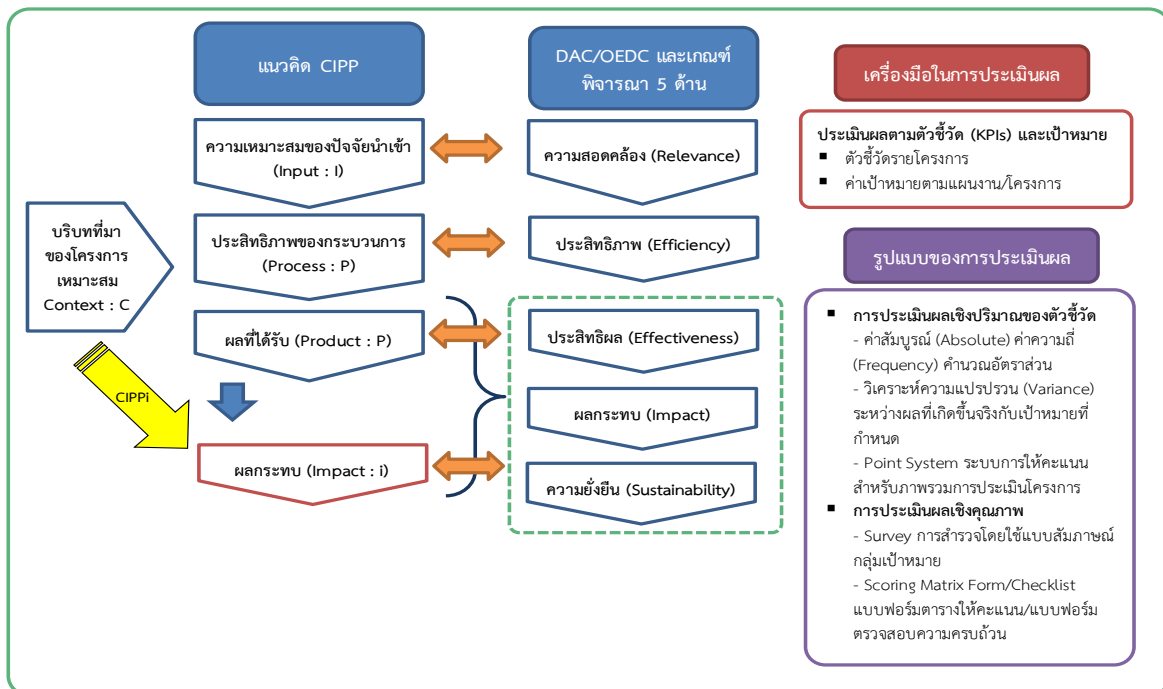 แนวคิด CIPP
DAC/OEDC และเกณฑ์
พิจารณา 5 ด้าน
เครื่องมือในการประเมินผล
ความเหมาะสมของปัจจัยนำเข้า
(Input : I)
ความสอดคล้อง (Relevance)
ประเมินผลตามตัวชี้วัด (KPIs) และเป้าหมาย
▪ ตัวชี้วัดรายโครงการ
▪ ค่าเป้าหมายตามแผนงาน/โครงการ
บริบทที่มา
ของโครงการ
เหมาะสม
Context : C
ประสิทธิภาพของกระบวนการ
(Process : P)
ประสิทธิภาพ (Efficiency)
รูปแบบของการประเมินผล
ผลที่ได้รับ (Product : P)
ประสิทธิผล (Effectiveness)
CIPPi
ผลกระทบ (Impact)
ผลกระทบ (Impact : i)
ความยั่งยืน (Sustainability)
▪ การประเมินผลเชิงปริมาณของตัวชี้วัด
- ค่าสัมบูรณ์ (Absolute) ค่าความถี่
(Frequency) คำนวณอัตราส่วน
- วิเคราะห์ความแปรปรวน (Variance)
ระหว่างผลที่เกิดขึ้นจริงกับเป้าหมายที่
กำหนด
- Point System ระบบการให้คะแนน
สำหรับภาพรวมการประเมินโครงการ
▪ การประเมินผลเชิงคุณภาพ
- Survey การสำรวจโดยใช้แบบสัมภาษณ์
กลุ่มเป้าหมาย
- Scoring Matrix Form/Checklist
แบบฟอร์มตารางให้คะแนน/แบบฟอร์ม
ตรวจสอบความครบถ้วน